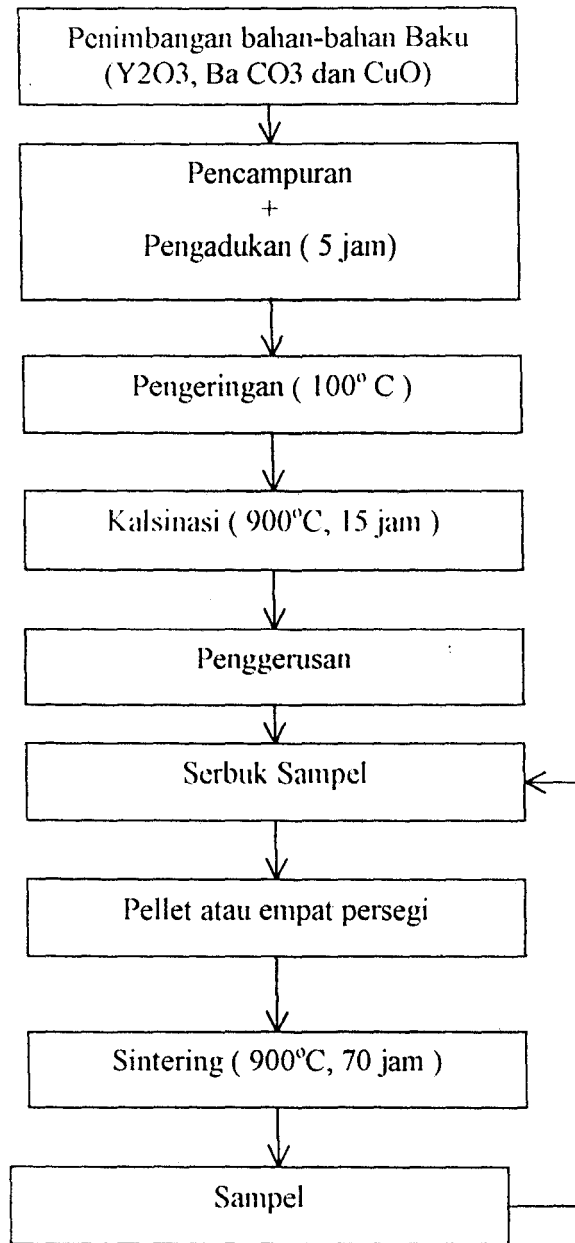 Penimbangan bahan-bahan Baku
(Y2O3, Ba CO3 dan CuO)
Pencampuran
+
Pengadukan ( 5 jam)
Pengeringan ( 100° C )
Kalsinasi ( 900°C, 15 jam )
Penggerusan
Serbuk Sampel
Pellet atau empat persegi
Sintering ( 900°C, 70 jam )
Sampel